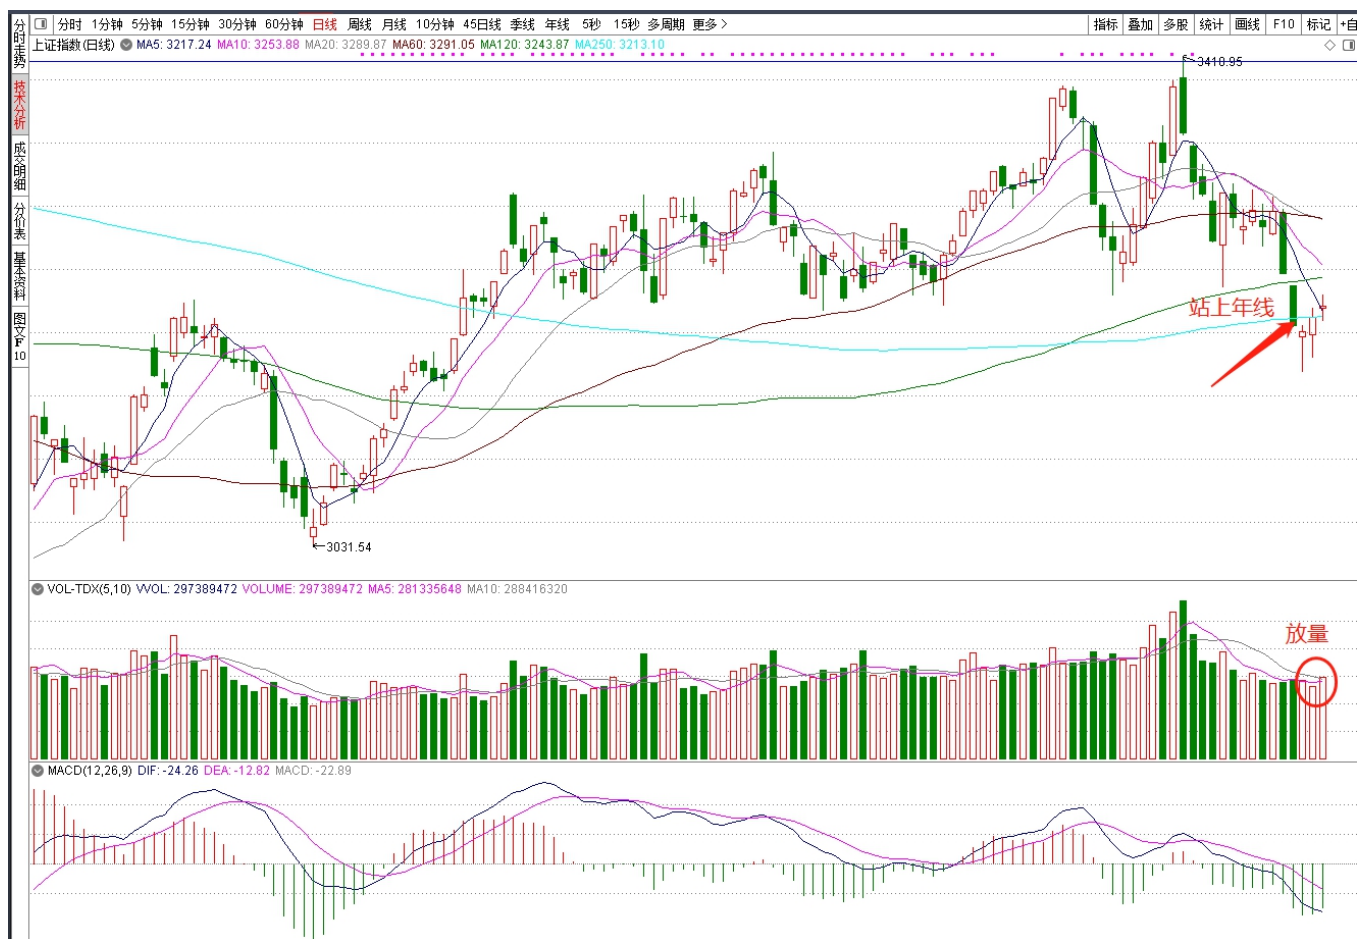 分时 1分钟 5分钟 15分钟 30分钟 60分钟 日线 周线 月线 10分钟 45日线 季线 年线 5秒 15秒 多周期 更多 >
指标 叠加 多股 统计 画线 F10 标记 +自
分时走势
技术分析
成交明细
分价表
基本资料
图文F10
上证指数(日线) MA5: 3217.24 MA10: 3253.88 MA20: 3289.87 MA60: 3291.05 MA120: 3243.87 MA250: 3213.10
3418.95
站上年线
3031.54
VOL-TDX(5,10) VVOL: 297389472 VOLUME: 297389472 MA5: 281335648 MA10: 288416320
放量
MACD(12,26,9) DIF: -24.26 DEA: -12.82 MACD: -22.89